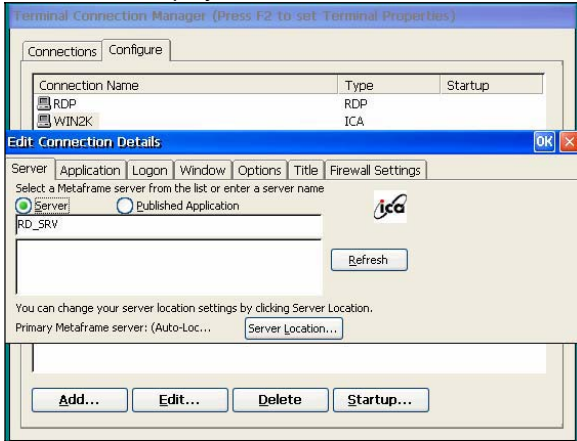 Terminal Connection Manager (Press F2 to set Terminal Properties)
Connections Configure
Connection Name Type Startup
RDP RDP
WIN2K ICA
Edit Connection Details OK
Server Application Logon Window Options Title Firewall Settings
Select a Metaframe server from the list or enter a server name
Server Published Application
ica
RD_SRV
Refresh
You can change your server location settings by clicking Server Location.
Primary Metaframe server: (Auto-Loc... Server Location...
Add... Edit... Delete Startup...